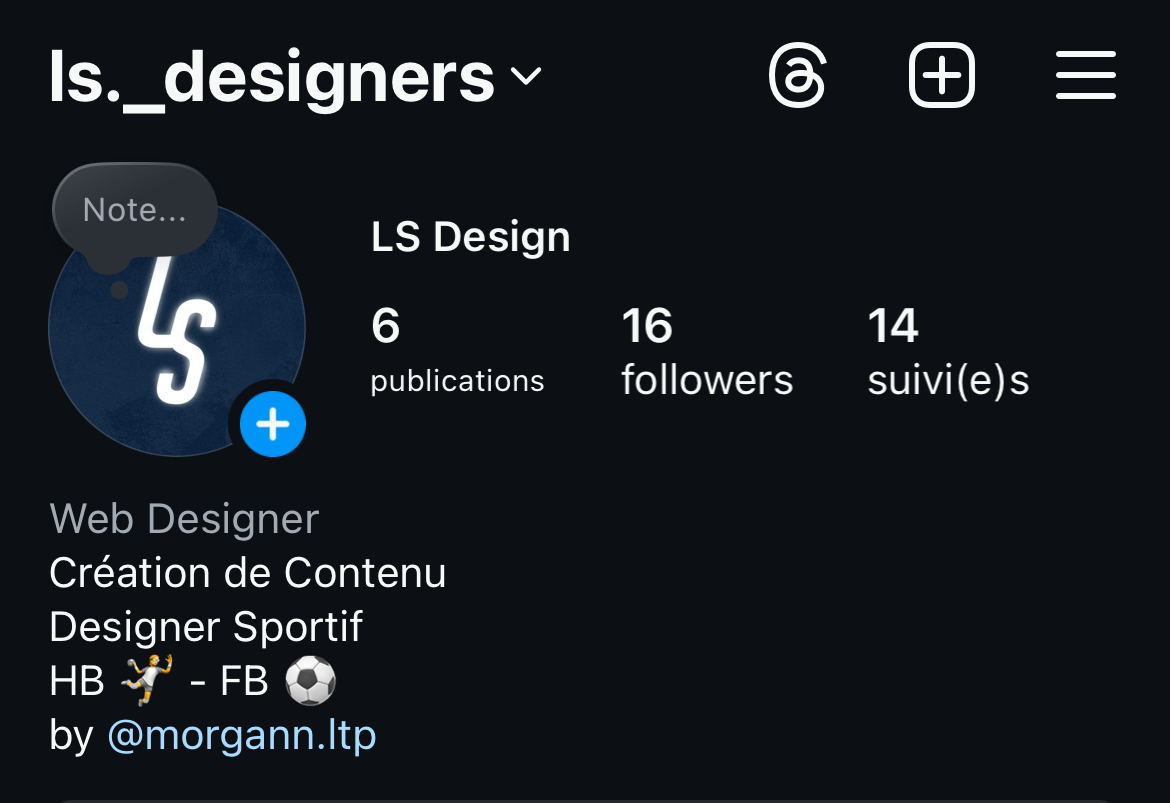 ls._designers
Note...
LS
LS Design
6 16 14
publications followers suivi(e)s
Web Designer
Création de Contenu
Designer Sportif
HB 🤾 - FB ⚽
by @morgann.ltp